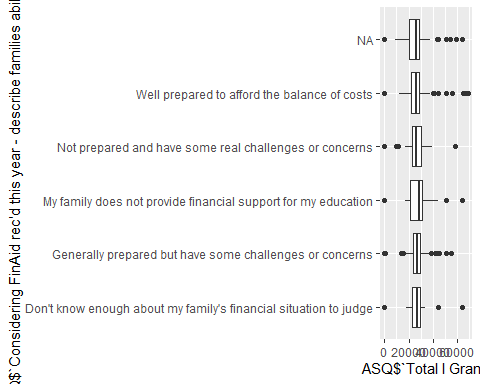 Q$`Considering FinAid rec'd this year - describe families abil
NA
Well prepared to afford the balance of costs
Not prepared and have some real challenges or concerns
My family does not provide financial support for my education
Generally prepared but have some challenges or concerns
Don't know enough about my family's financial situation to judge
0 20000 40000 60000
ASQ$`Total I Gran